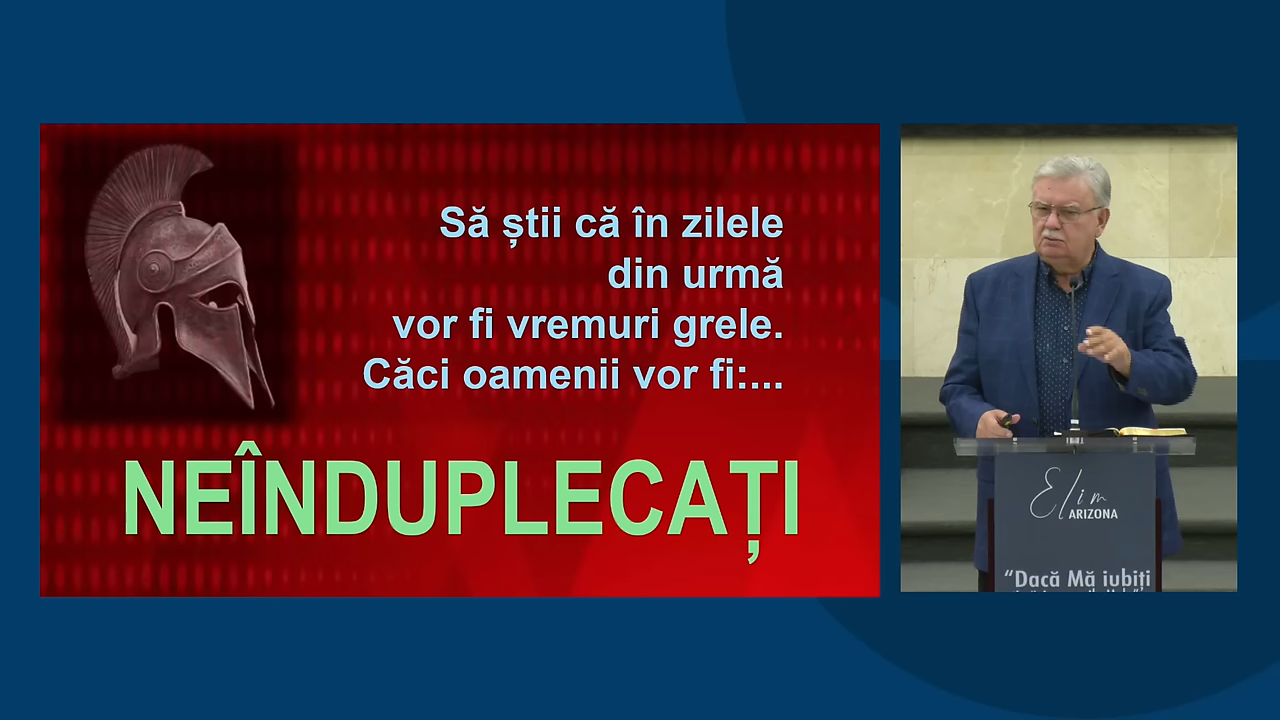 Să știi că în zilele
din urmă
vor fi vremuri grele.
Căci oamenii vor fi:...
NEÎNDUPLECAȚI
Elim
ARIZONA
“Dacă Mă iubiți